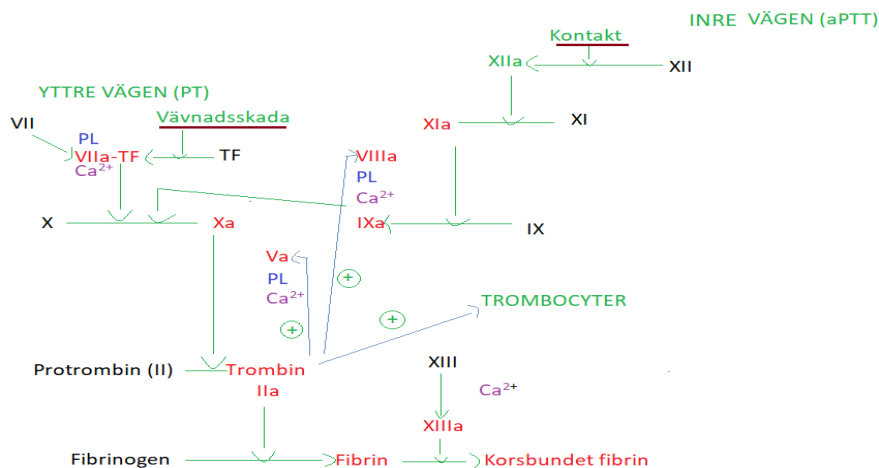 INRE VÄGEN (aPTT)
Kontakt
XIIa
XII
YTTRE VÄGEN (PT)
Vävnadsskada
VII
XIa
XI
PL
VIIa-TF
TF
Ca²⁺
VIIIa
PL
Ca²⁺
X
Xa
IXa
IX
Va
PL
Ca²⁺
+
+
+
TROMBOCYTER
Protrombin (II)
Trombin
IIa
XIII
Ca²⁺
XIIIa
Fibrinogen
Fibrin
Korsbundet fibrin